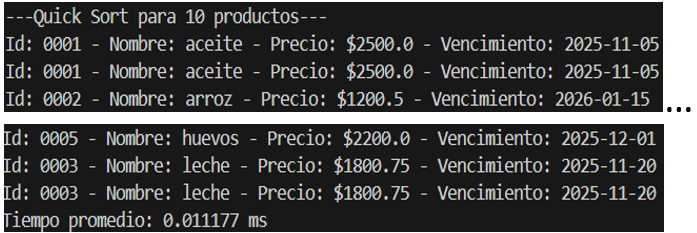 ---Quick Sort para 10 productos---
Id: 0001 - Nombre: aceite - Precio: $2500.0 - Vencimiento: 2025-11-05
Id: 0001 - Nombre: aceite - Precio: $2500.0 - Vencimiento: 2025-11-05
Id: 0002 - Nombre: arroz - Precio: $1200.5 - Vencimiento: 2026-01-15 ...
Id: 0005 - Nombre: huevos - Precio: $2200.0 - Vencimiento: 2025-12-01
Id: 0003 - Nombre: leche - Precio: $1800.75 - Vencimiento: 2025-11-20
Id: 0003 - Nombre: leche - Precio: $1800.75 - Vencimiento: 2025-11-20
Tiempo promedio: 0.011177 ms